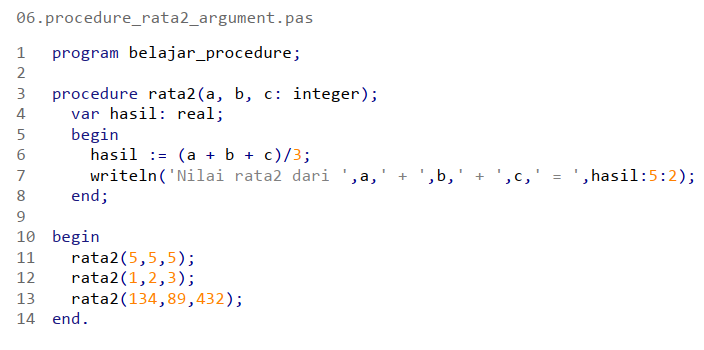 06.procedure_rata2_argument.pas
1 program belajar_procedure;
2
3 procedure rata2(a, b, c: integer);
4 var hasil: real;
5 begin
6 hasil := (a + b + c)/3;
7 writeln('Nilai rata2 dari ',a,' + ',b,' + ',c,' = ',hasil:5:2);
8 end;
9
10 begin
11 rata2(5,5,5);
12 rata2(1,2,3);
13 rata2(134,89,432);
14 end.